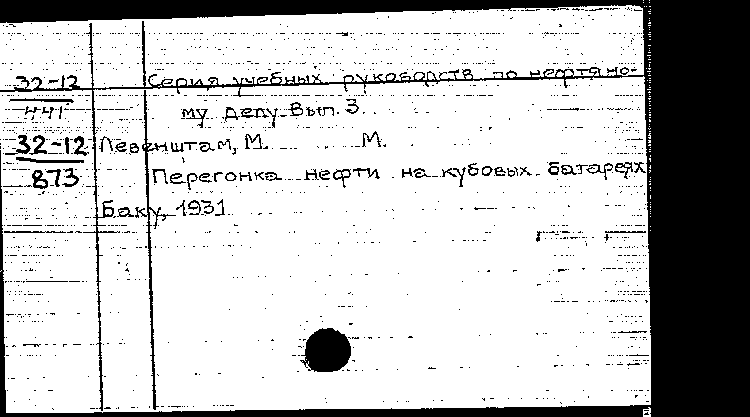 32-12 Серия учебных руководств по нефтяно-
441 му делу. Вып. 3.
32-12 Левенштам, М. М.
873 Перегонка нефти на кубовых батареях
Баку, 1931